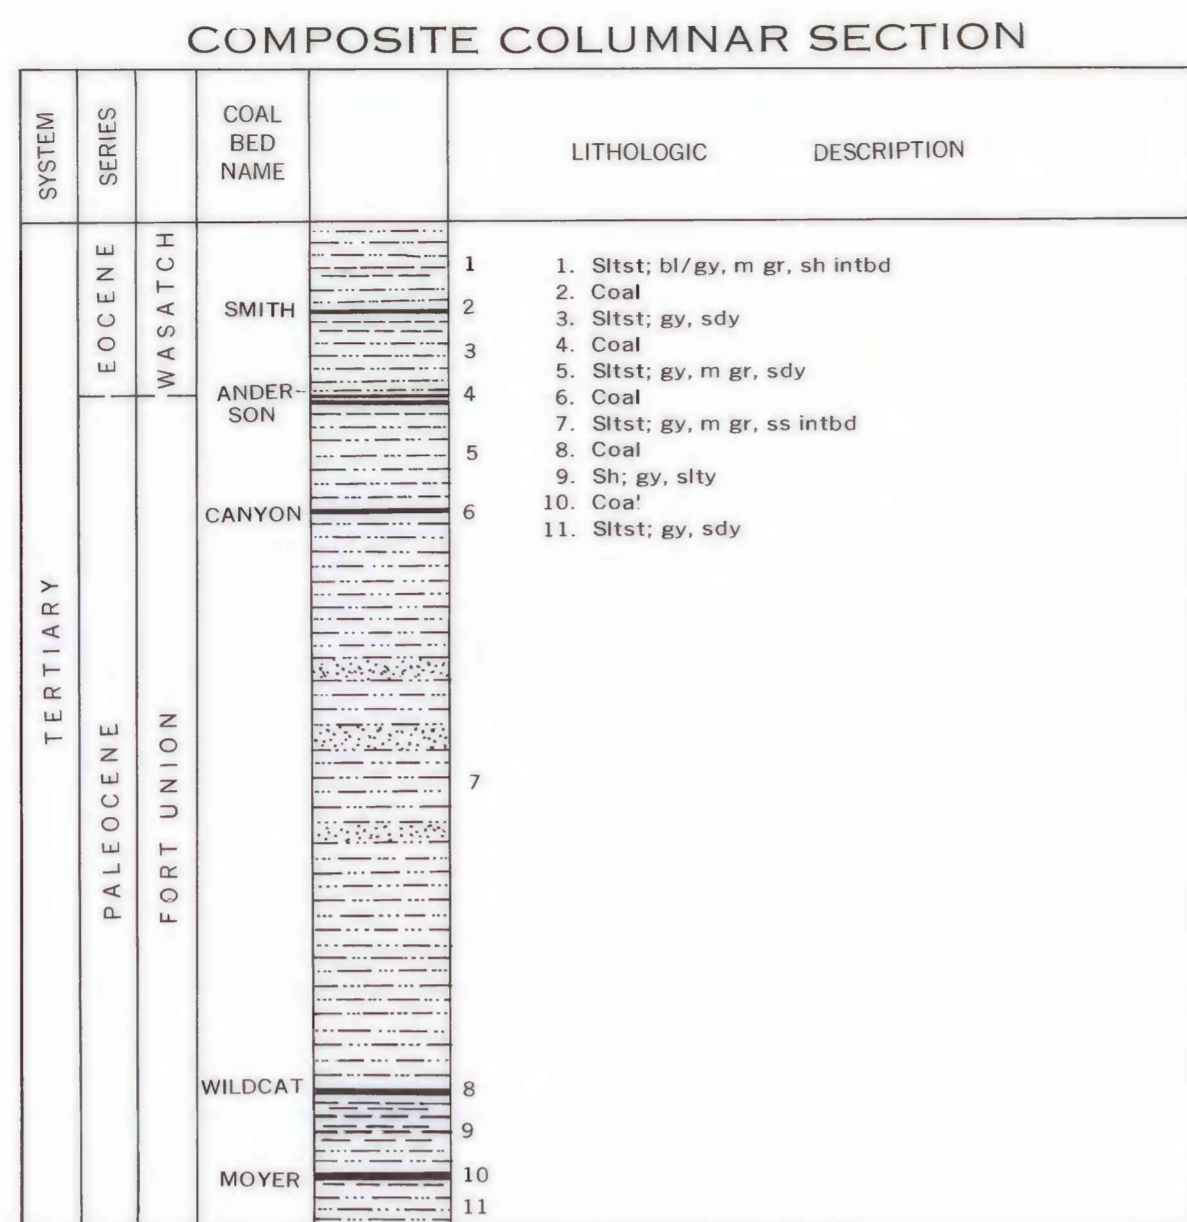 COMPOSITE COLUMNAR SECTION
SYSTEM
SERIES
COAL
BED
NAME
LITHOLOGIC DESCRIPTION
TERTIARY
EOCENE
PALEOCENE
WASATCH
FORT UNION
SMITH
ANDER-
SON
CANYON
WILDCAT
MOYER
1
2
3
4
5
6
7
8
9
10
11
1. Sltst; bl/gy, m gr, sh intbd
2. Coal
3. Sltst; gy, sdy
4. Coal
5. Sltst; gy, m gr, sdy
6. Coal
7. Sltst; gy, m gr, ss intbd
8. Coal
9. Sh; gy, slty
10. Coal
11. Sltst; gy, sdy